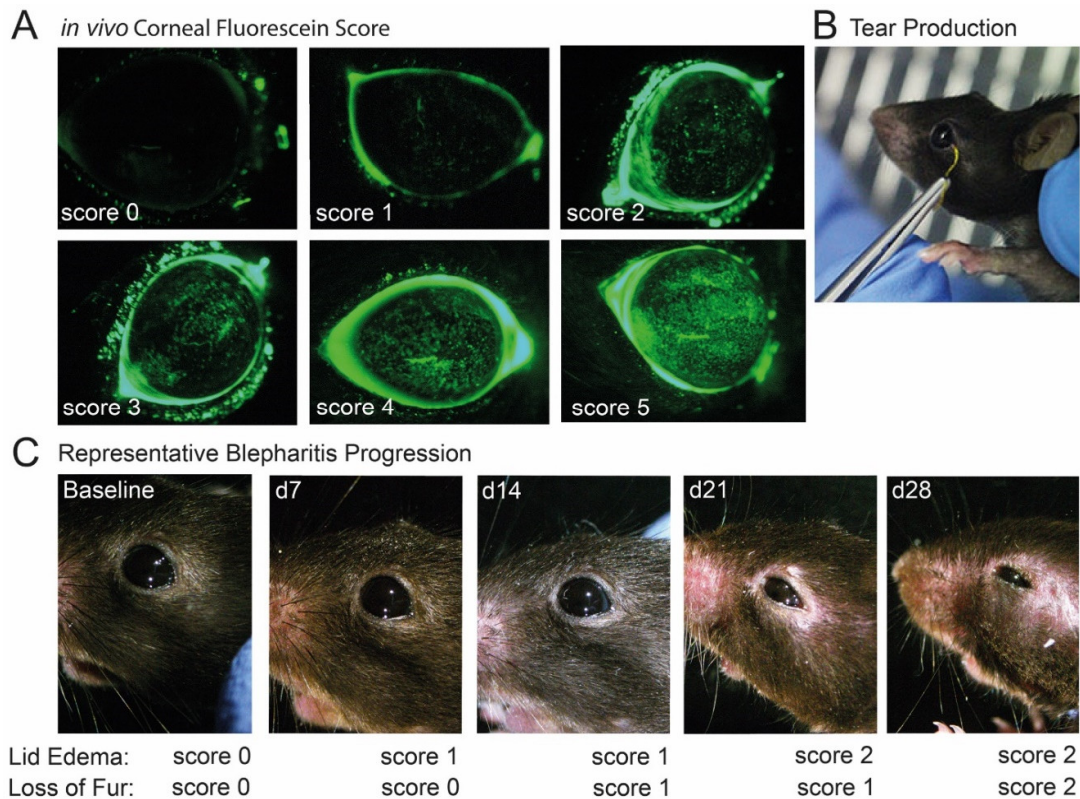 A in vivo Corneal Fluorescein Score
B Tear Production
score 0
score 1
score 2
score 3
score 4
score 5
C Representative Blepharitis Progression
Baseline
d7
d14
d21
d28
Lid Edema: score 0 score 1 score 1 score 2 score 2
Loss of Fur: score 0 score 0 score 1 score 1 score 2